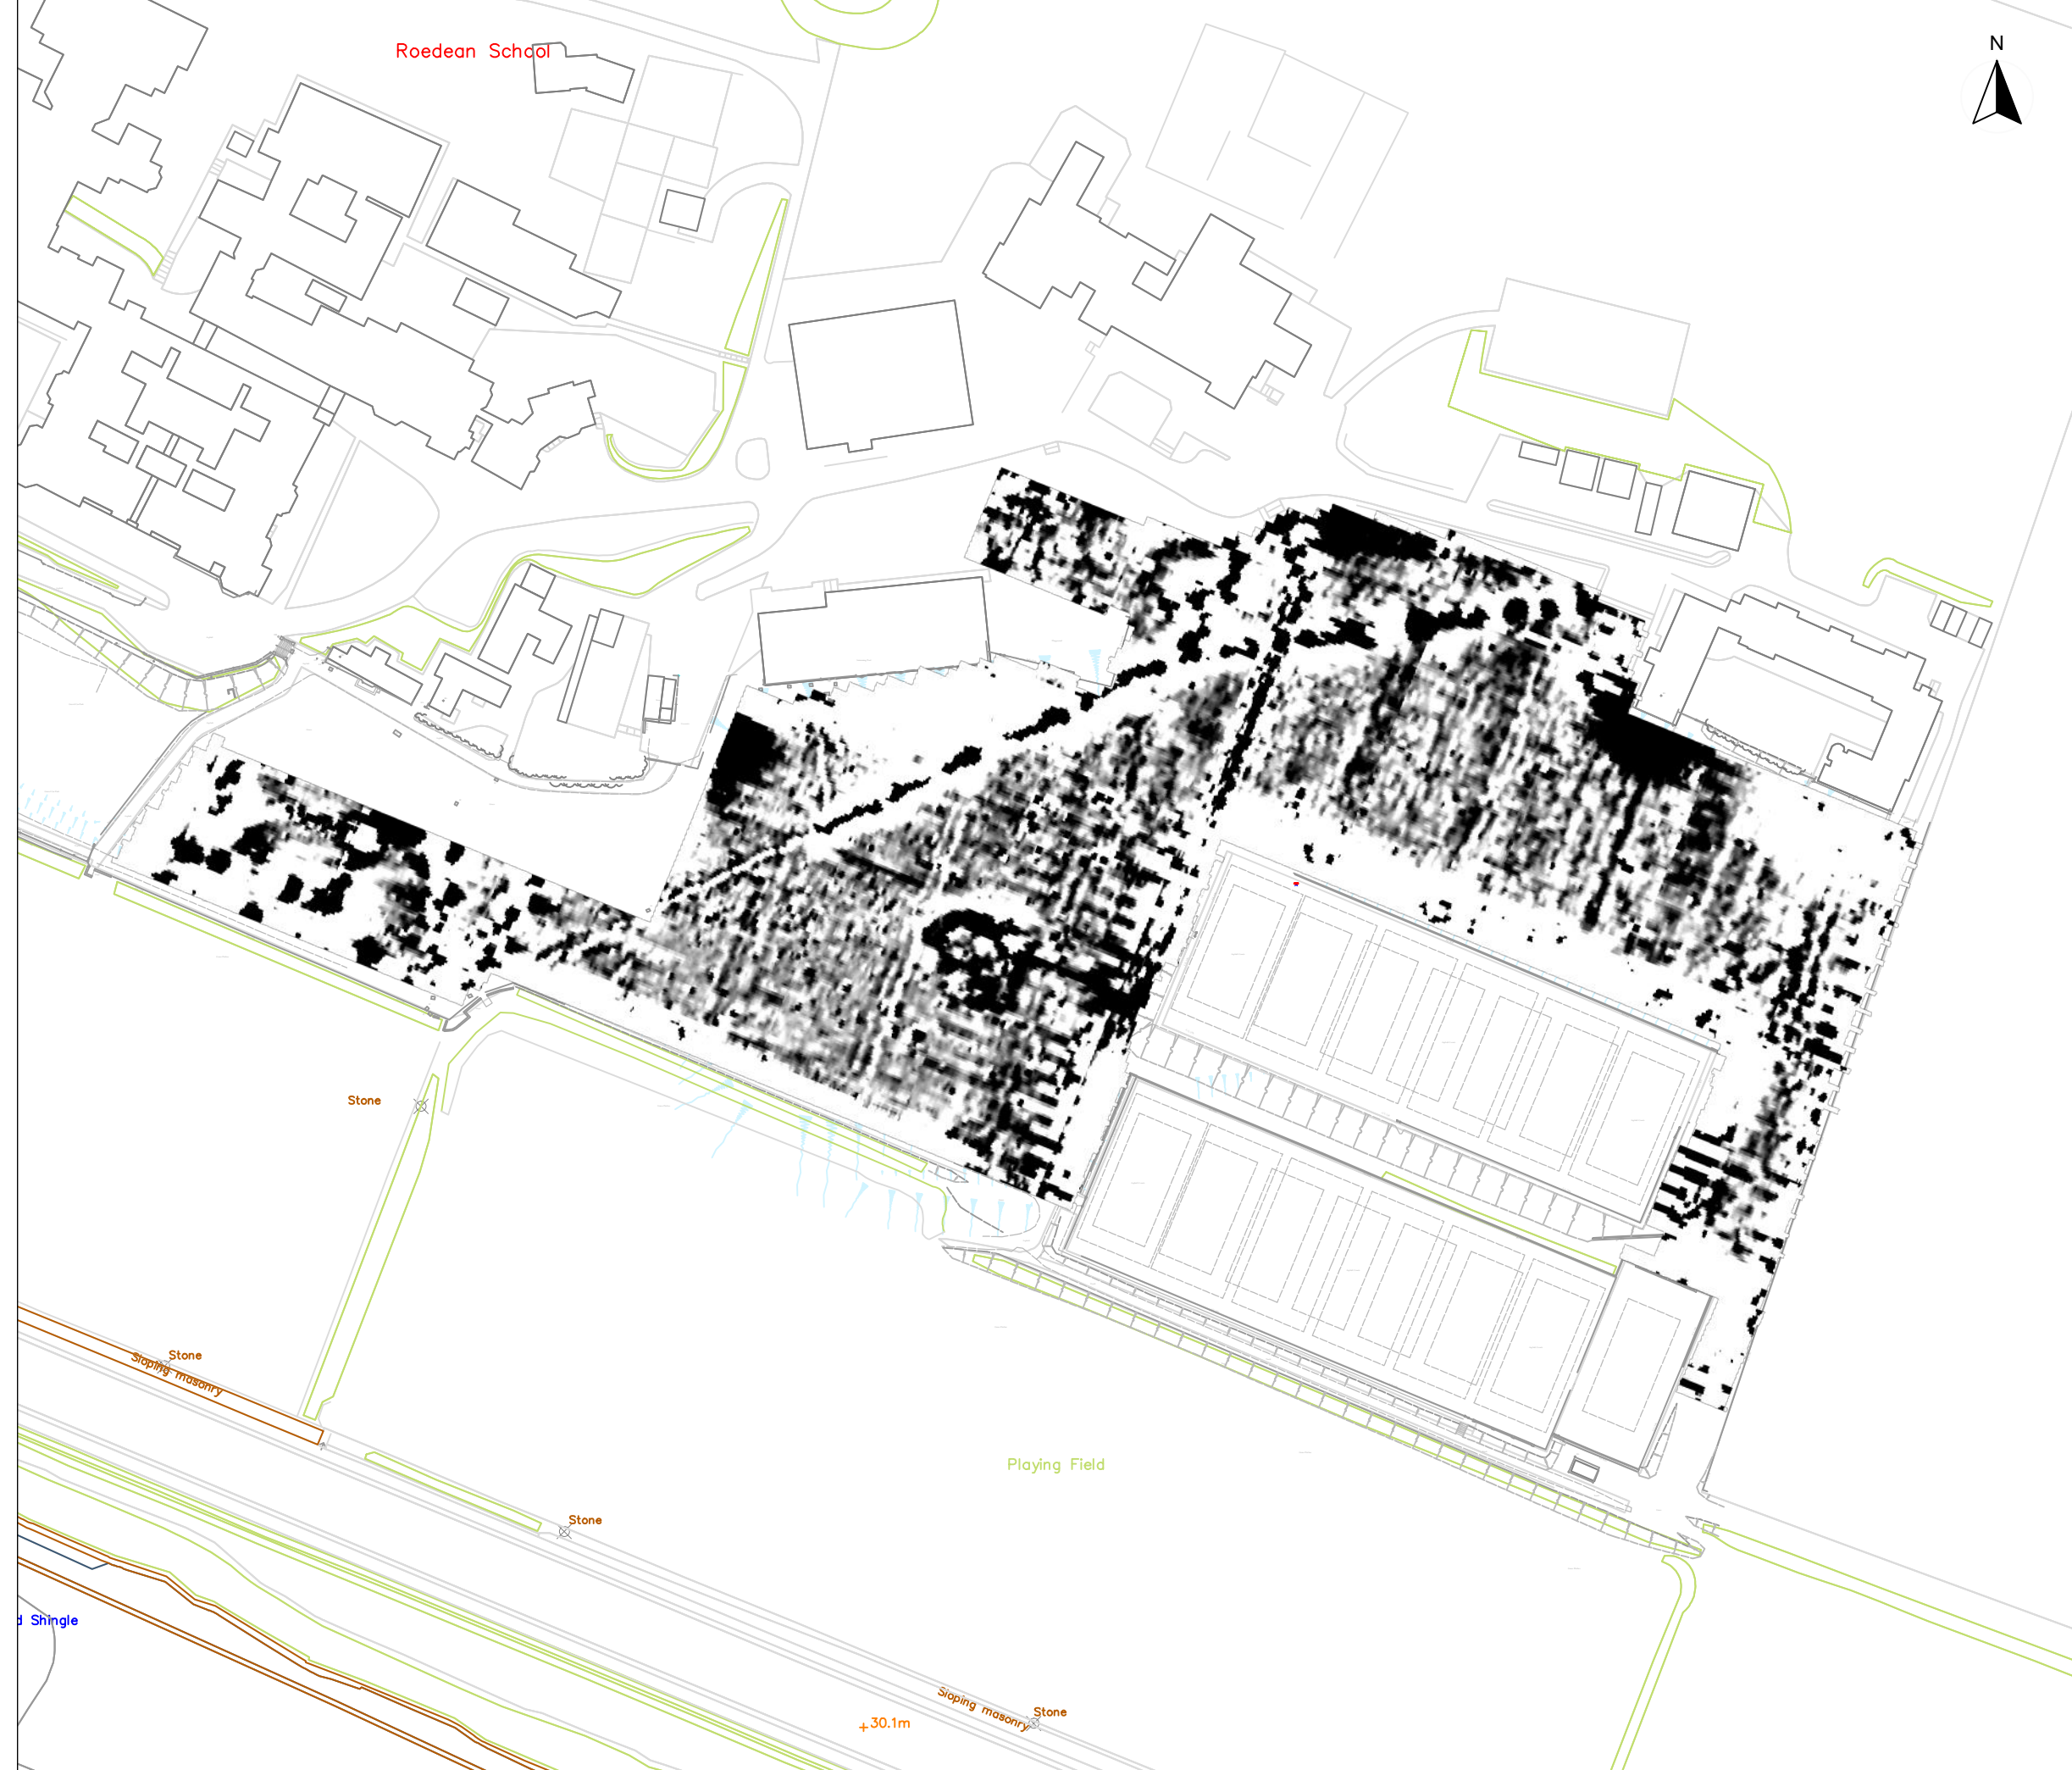 N
Roedean School
Stone
Stone
Sloping masonry
Playing Field
Stone
d Shingle
Sloping masonry
Stone
+30.1m